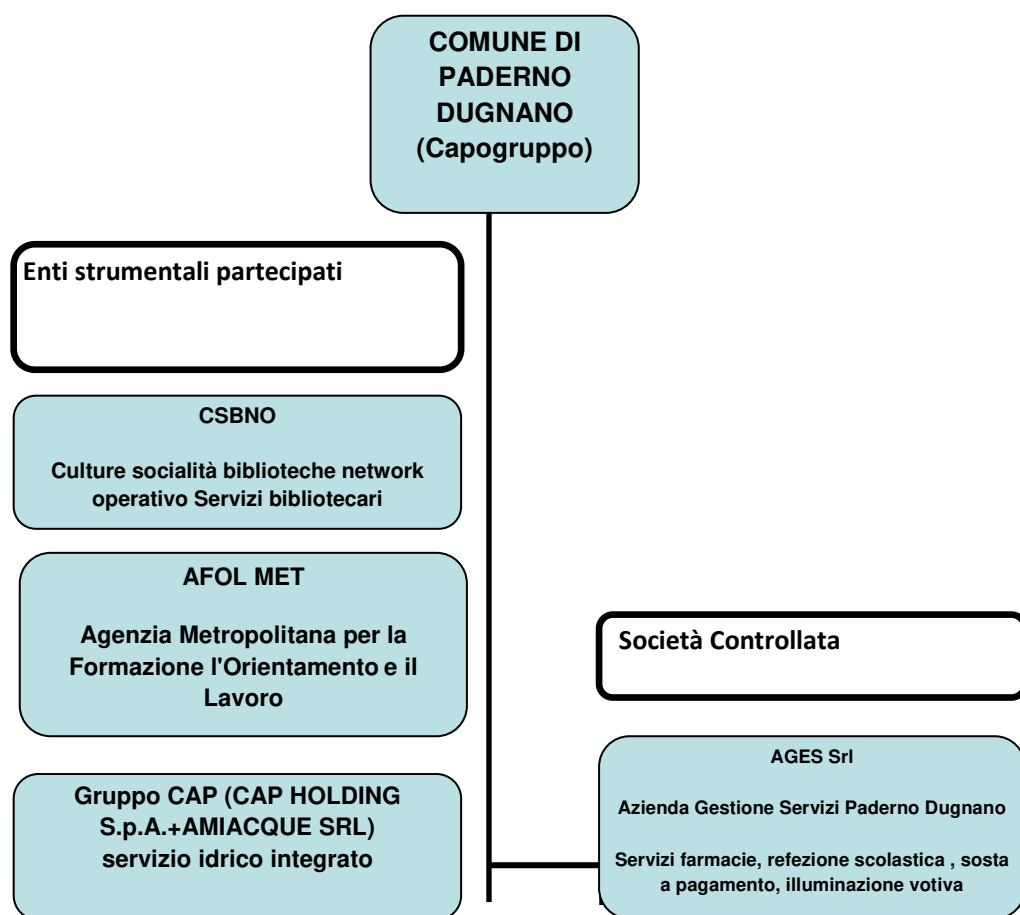 COMUNE DI
PADERNO
DUGNANO
(Capogruppo)
Enti strumentali partecipati
CSBNO
Culture socialità biblioteche network
operativo Servizi bibliotecari
AFOL MET
Agenzia Metropolitana per la
Formazione l'Orientamento e il
Lavoro
Gruppo CAP (CAP HOLDING
S.p.A.+AMIACQUE SRL)
servizio idrico integrato
Società Controllata
AGES Srl
Azienda Gestione Servizi Paderno Dugnano
Servizi farmacie, refezione scolastica , sosta
a pagamento, illuminazione votiva